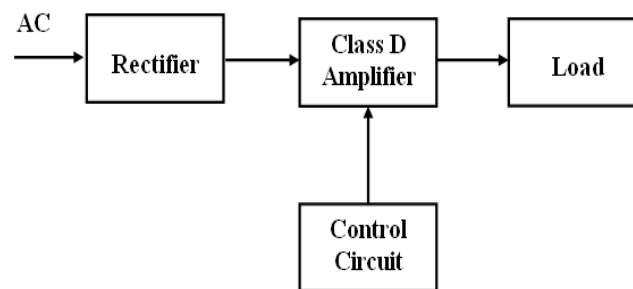 AC
Rectifier
Class D
Amplifier
Load
Control
Circuit